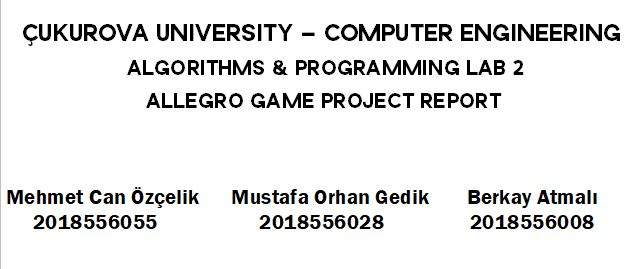 ÇUKUROVA UNIVERSITY – COMPUTER ENGINEERING
ALGORITHMS & PROGRAMMING LAB 2
ALLEGRO GAME PROJECT REPORT
Mehmet Can Özçelik Mustafa Orhan Gedik Berkay Atmalı
2018556055 2018556028 2018556008